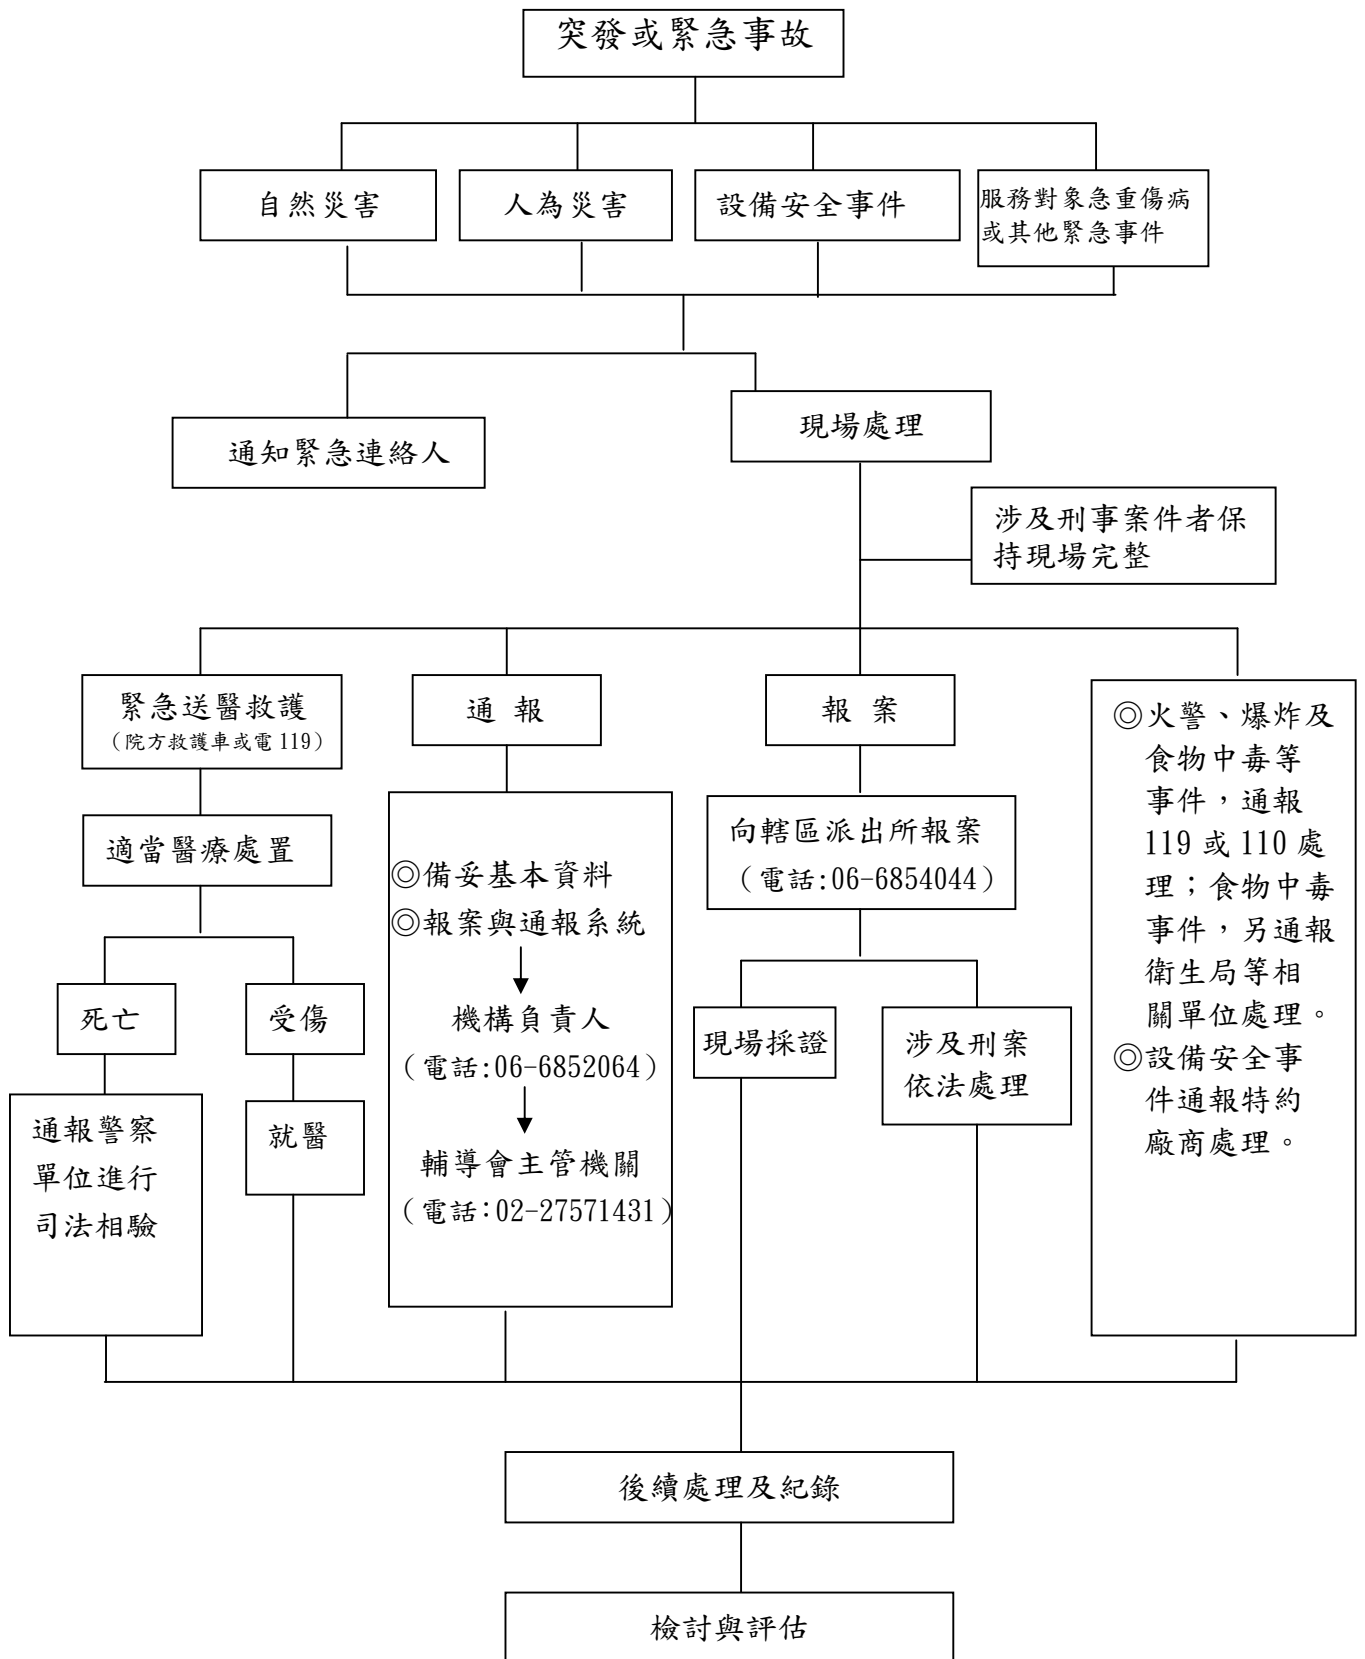 突發或緊急事故
自然災害
人為災害
設備安全事件
服務對象急重傷病
或其他緊急事件
通知緊急連絡人
現場處理
涉及刑事案件者保
持現場完整
緊急送醫救護
（院方救護車或電119）
適當醫療處置
死亡
受傷
通報警察
單位進行
司法相驗
就醫
通 報
◎備妥基本資料
◎報案與通報系統
機構負責人
（電話:06-6852064）
輔導會主管機關
（電話:02-27571431）
報 案
向轄區派出所報案
（電話:06-6854044）
現場採證
涉及刑案
依法處理
◎火警、爆炸及
食物中毒等
事件，通報
119或110處
理；食物中毒
事件，另通報
衛生局等相
關單位處理。
◎設備安全事
件通報特約
廠商處理。
後續處理及紀錄
檢討與評估